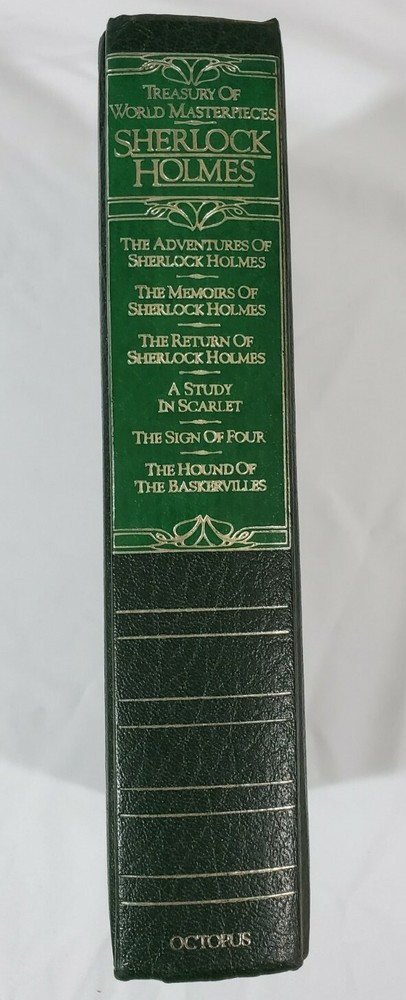 Treasury Of
World Masterpieces
Sherlock
Holmes
The Adventures Of
Sherlock Holmes
The Memoirs Of
Sherlock Holmes
The Return Of
Sherlock Holmes
A Study
In Scarlet
The Sign Of Four
The Hound Of
The Baskervilles
OCTOPUS